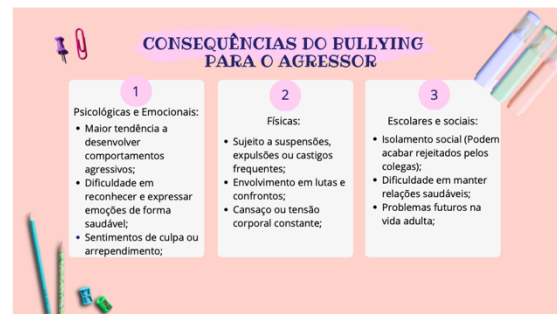 CONSEQUÊNCIAS DO BULLYING
PARA O AGRESSOR
1
Psicológicas e Emocionais:
• Maior tendência a
desenvolver
comportamentos
agressivos;
• Dificuldade em
reconhecer e expressar
emoções de forma
saudável;
• Sentimentos de culpa ou
arrependimento;
2
Físicas:
• Sujeito a suspensões,
expulsões ou castigos
frequentes;
• Envolvimento em lutas e
confrontos;
• Cansaço ou tensão
corporal constante;
3
Escolares e sociais:
• Isolamento social (Podem
acabar rejeitados pelos
colegas);
• Dificuldade em manter
relações saudáveis;
• Problemas futuros na
vida adulta;